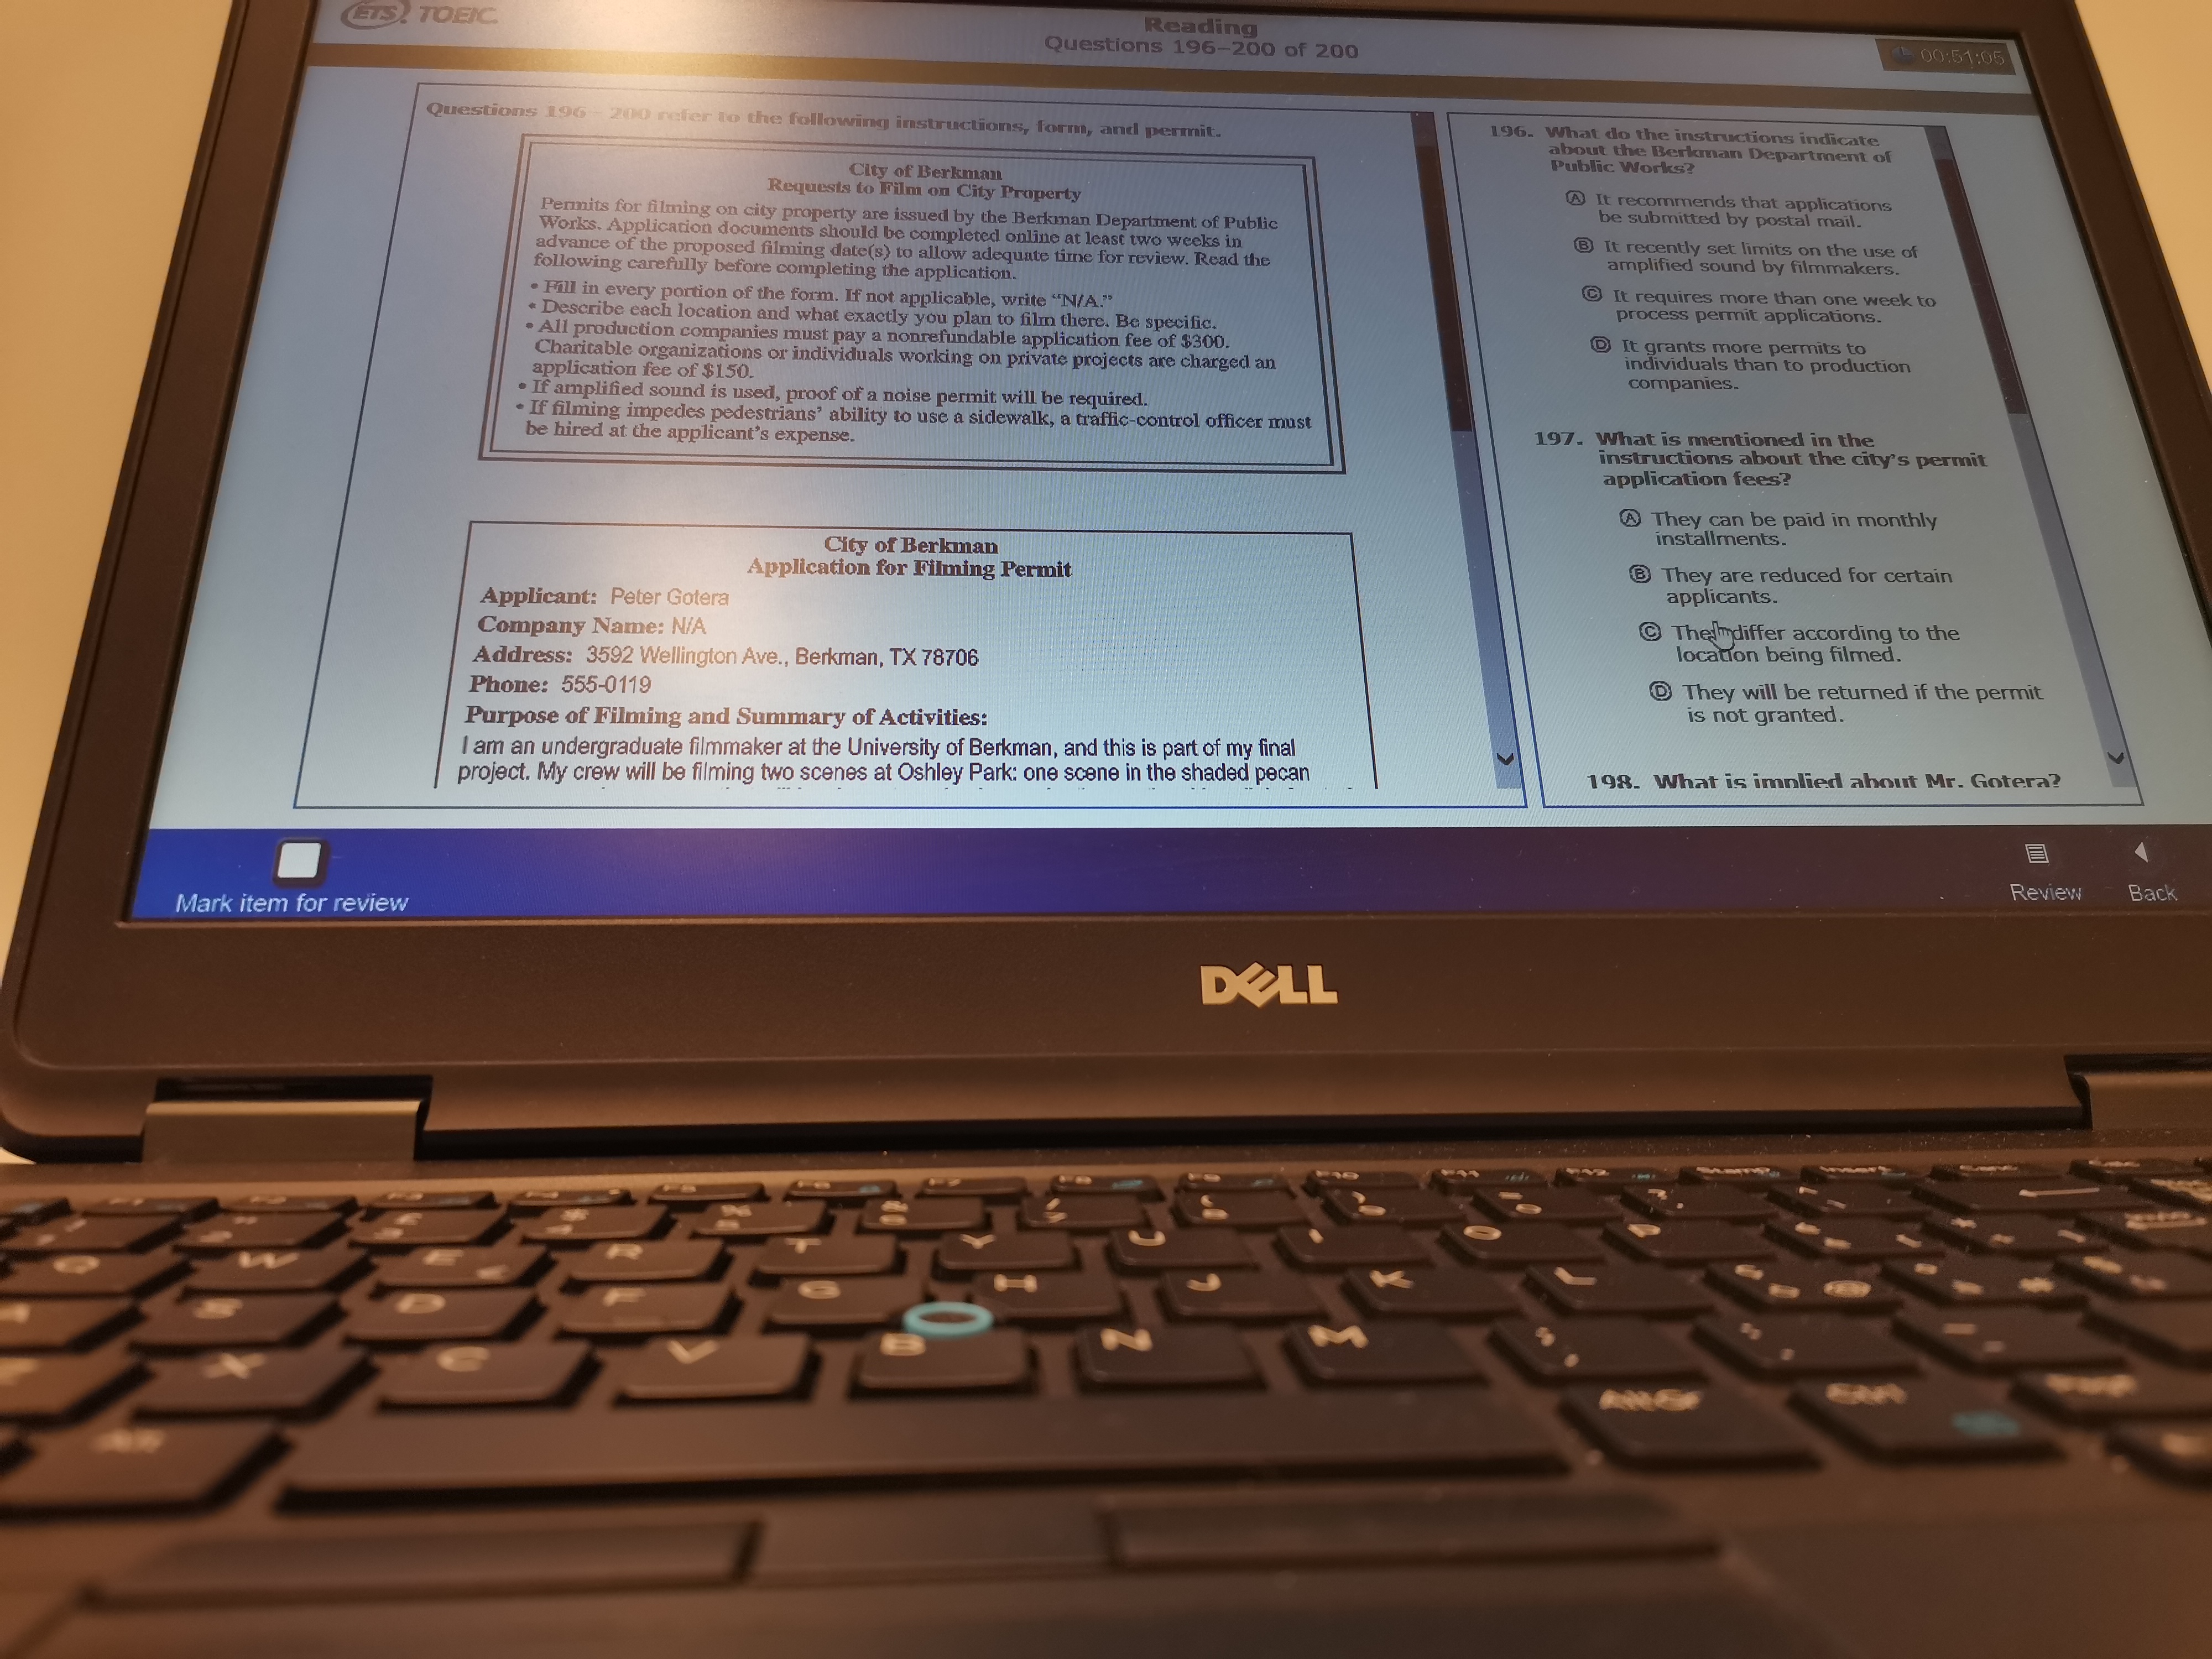 ETS TOEIC
Reading
Questions 196-200 of 200
00:51:05
Questions 196 - 200 refer to the following instructions, form, and permit.
City of Berkman
Requests to Film on City Property
Permits for filming on city property are issued by the Berkman Department of Public
Works. Application documents should be completed online at least two weeks in
advance of the proposed filming date(s) to allow adequate time for review. Read the
following carefully before completing the application.
• Fill in every portion of the form. If not applicable, write “N/A.”
• Describe each location and what exactly you plan to film there. Be specific.
• All production companies must pay a nonrefundable application fee of $300.
Charitable organizations or individuals working on private projects are charged an
application fee of $150.
• If amplified sound is used, proof of a noise permit will be required.
• If filming impedes pedestrians’ ability to use a sidewalk, a traffic-control officer must
be hired at the applicant’s expense.
City of Berkman
Application for Filming Permit
Applicant: Peter Gotera
Company Name: N/A
Address: 3592 Wellington Ave., Berkman, TX 78706
Phone: 555-0119
Purpose of Filming and Summary of Activities:
I am an undergraduate filmmaker at the University of Berkman, and this is part of my final
project. My crew will be filming two scenes at Oshley Park: one scene in the shaded pecan
196. What do the instructions indicate
about the Berkman Department of
Public Works?
A It recommends that applications
be submitted by postal mail.
B It recently set limits on the use of
amplified sound by filmmakers.
C It requires more than one week to
process permit applications.
D It grants more permits to
individuals than to production
companies.
197. What is mentioned in the
instructions about the city’s permit
application fees?
A They can be paid in monthly
installments.
B They are reduced for certain
applicants.
C They differ according to the
location being filmed.
D They will be returned if the permit
is not granted.
198. What is implied about Mr. Gotera?
Mark item for review
Review
Back
DELL
Q W E R T Y U I O P
S D F G H J K L
X C V B N M
Alt
Alt Gr
Ctrl